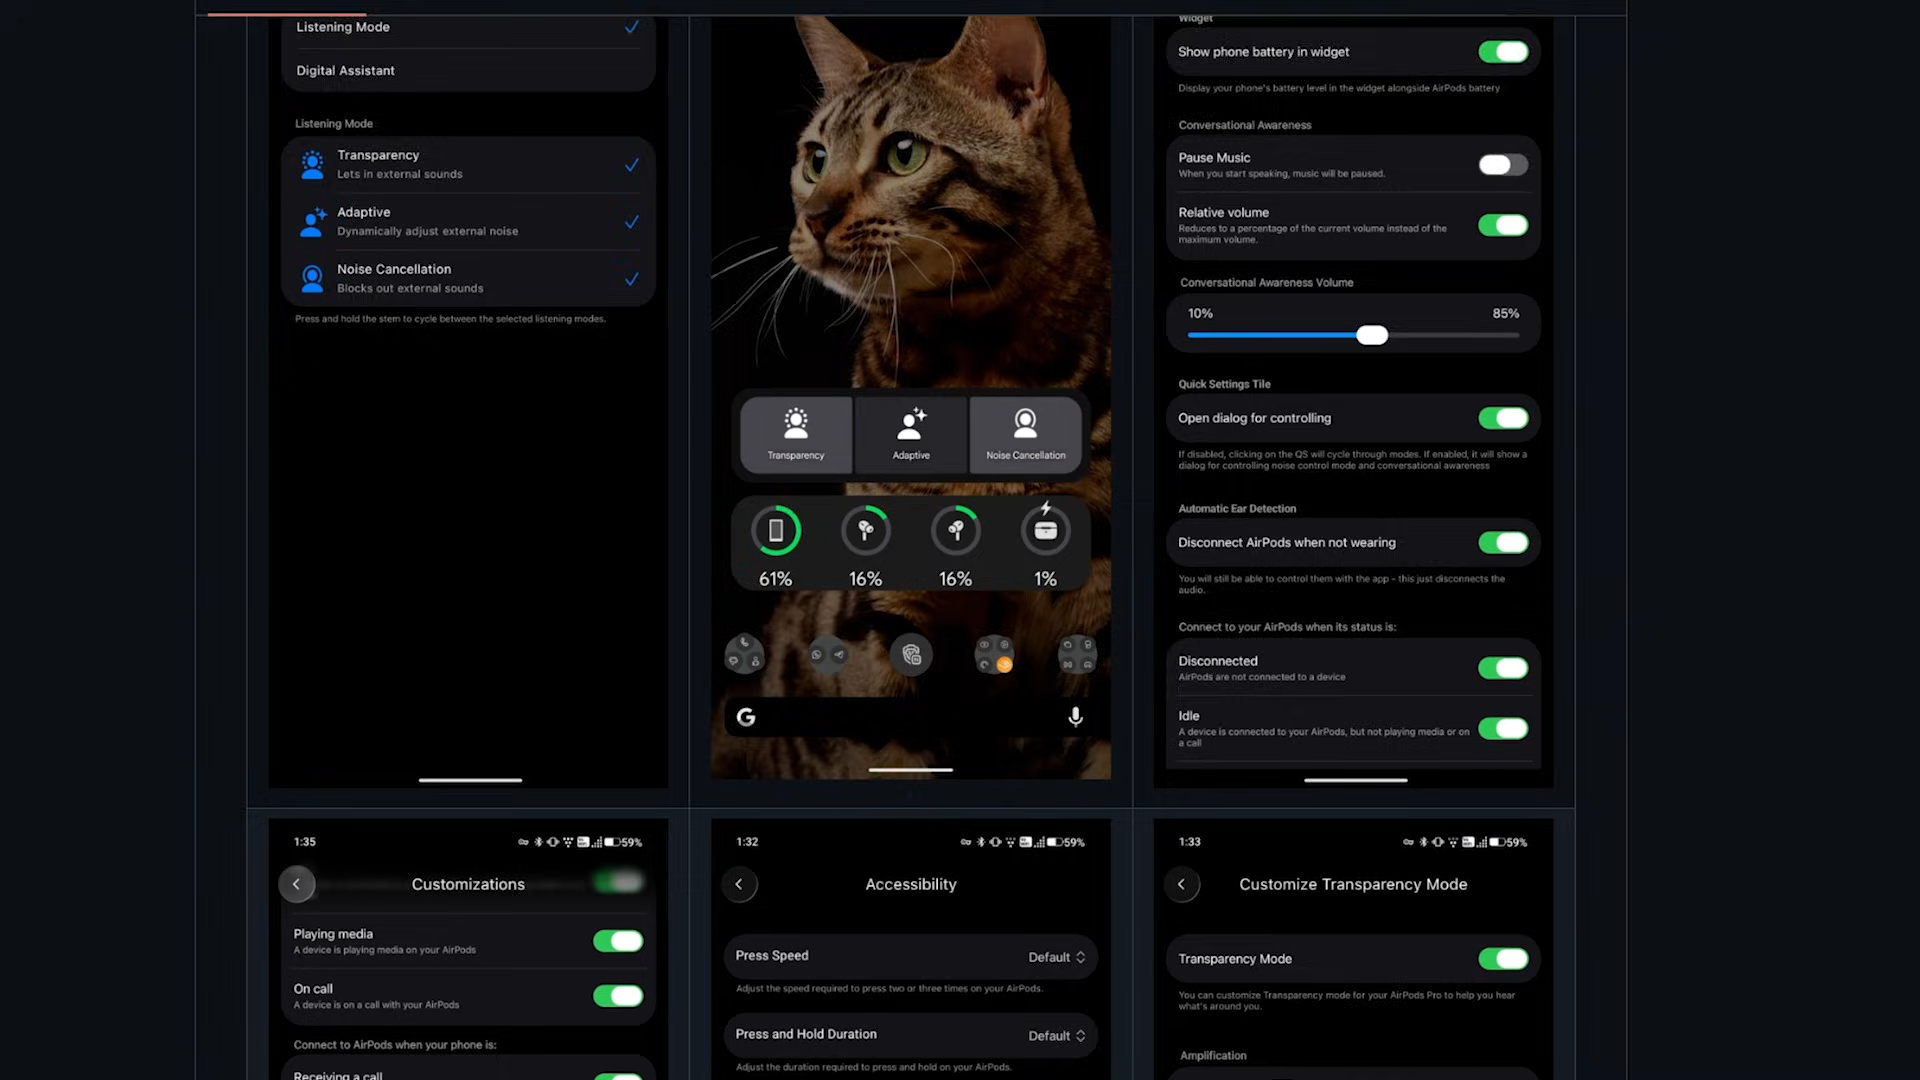 Listening Mode
Digital Assistant
Listening Mode
Transparency
Lets in external sounds
Adaptive
Dynamically adjust external noise
Noise Cancellation
Blocks out external sounds
Press and hold the stem to cycle between the selected listening modes.
Transparency
Adaptive
Noise Cancellation
61%
16%
16%
1%
G
Widget
Show phone battery in widget
Display your phone's battery level in the widget alongside AirPods battery
Conversational Awareness
Pause Music
When you start speaking, music will be paused.
Relative volume
Reduces to a percentage of the current volume instead of the
maximum volume.
Conversational Awareness Volume
10%
85%
Quick Settings Tile
Open dialog for controlling
If disabled, clicking on the QS will cycle through modes. If enabled, it will show a
dialog for controlling noise control mode and conversational awareness
Automatic Ear Detection
Disconnect AirPods when not wearing
You will still be able to control them with the app - this just disconnects the
audio.
Connect to your AirPods when its status is:
Disconnected
AirPods are not connected to a device
Idle
A device is connected to your AirPods, but not playing media or on
a call
1:35
59%
Customizations
Playing media
A device is playing media on your AirPods
On call
A device is on a call with your AirPods
Connect to AirPods when your phone is:
Receiving a call
1:32
59%
Accessibility
Press Speed
Default
Adjust the speed required to press two or three times on your AirPods.
Press and Hold Duration
Default
Adjust the duration required to press and hold on your AirPods.
1:33
59%
Customize Transparency Mode
Transparency Mode
You can customize Transparency mode for your AirPods Pro to help you hear
what's around you.
Amplification